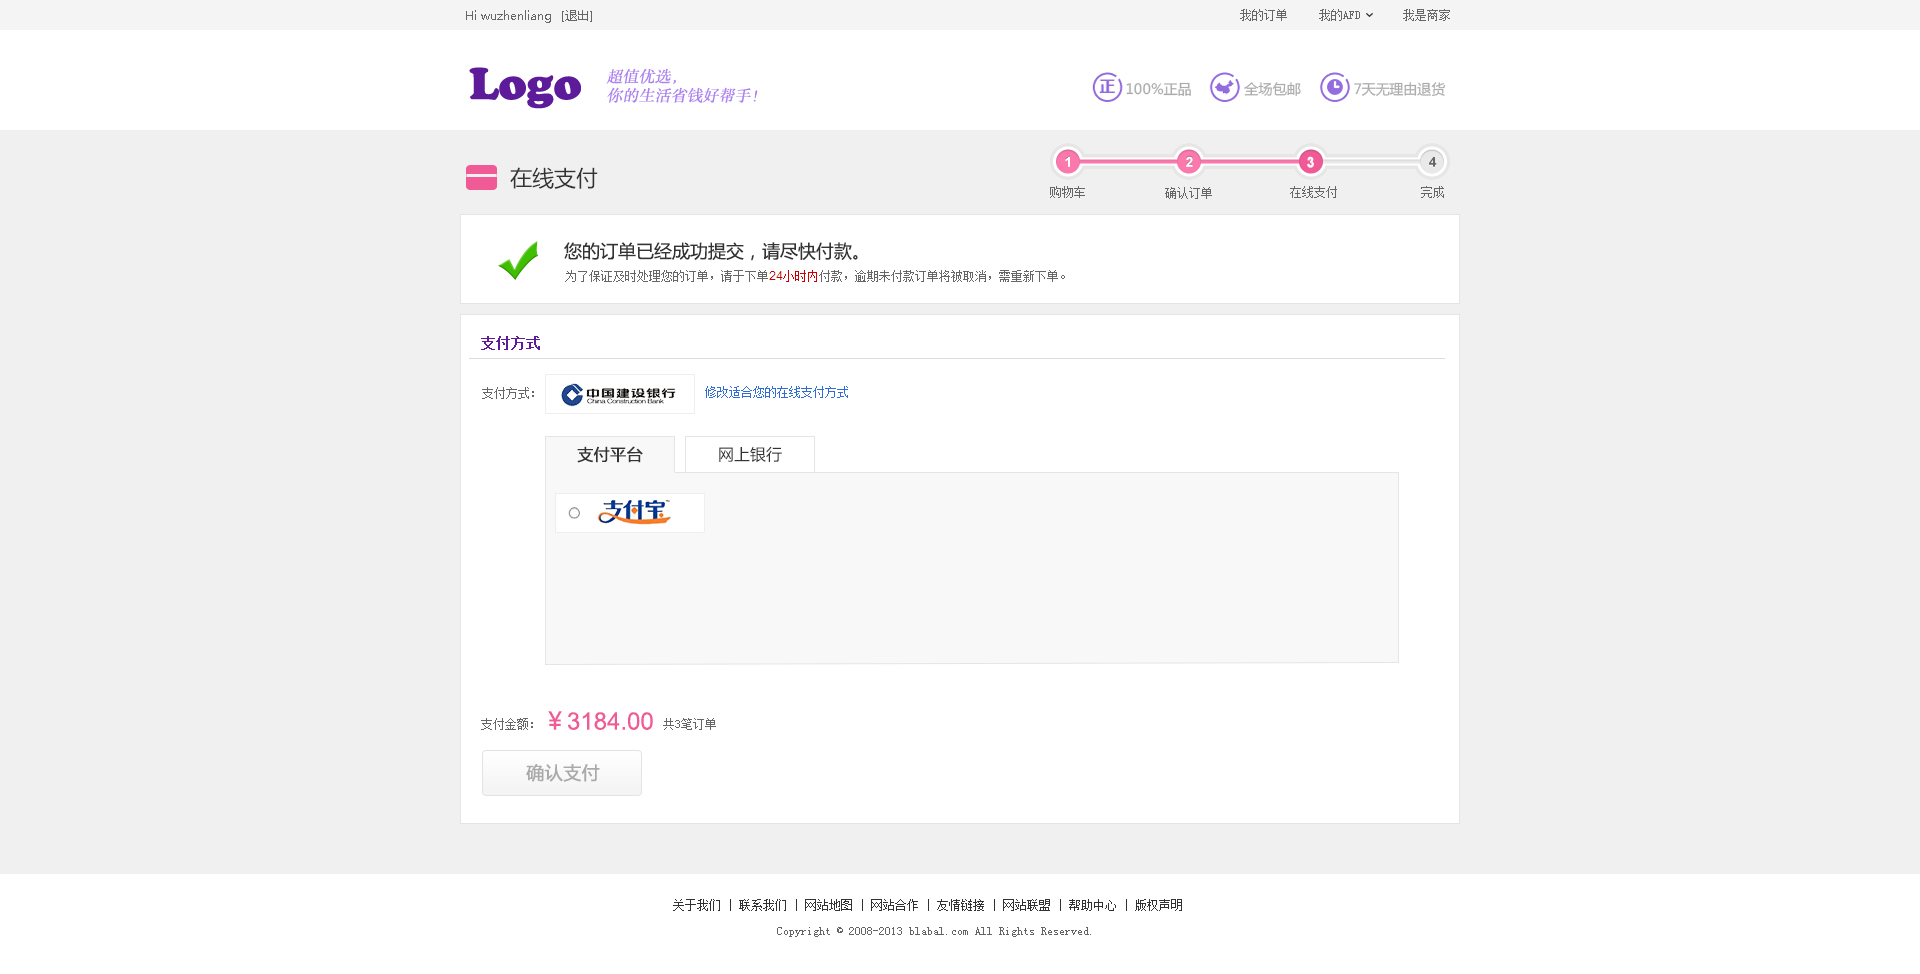 Hi wuzhenliang [退出] 我的订单 我的AFD 我是商家
Logo
超值优选,
你的生活省钱好帮手!
正 100%正品 全场包邮 7天无理由退货
在线支付
1 2 3 4
购物车 确认订单 在线支付 完成
您的订单已经成功提交，请尽快付款。
为了保证及时处理您的订单，请于下单24小时内付款，逾期未付款订单将被取消，需重新下单。
支付方式
支付方式： 中国建设银行 修改适合您的在线支付方式
China Construction Bank
支付平台 网上银行
支付宝™
支付金额： ¥3184.00 共3笔订单
确认支付
关于我们 | 联系我们 | 网站地图 | 网站合作 | 友情链接 | 网站联盟 | 帮助中心 | 版权声明
Copyright © 2008-2013 blabal.com All Rights Reserved.